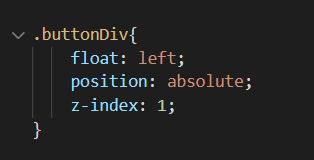 .buttonDiv{
    float: left;
    position: absolute;
    z-index: 1;
}